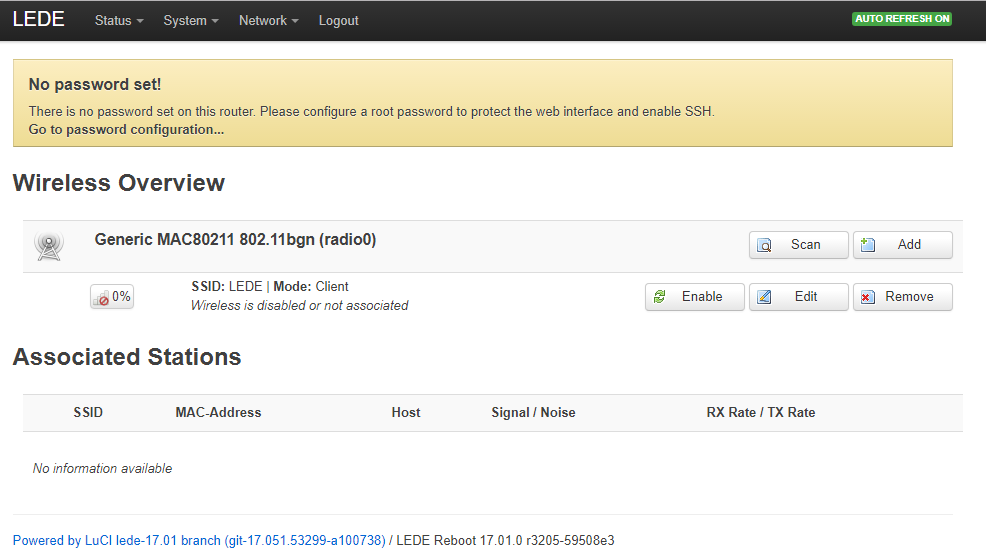 LEDE Status System Network Logout AUTO REFRESH ON
No password set!
There is no password set on this router. Please configure a root password to protect the web interface and enable SSH.
Go to password configuration...
Wireless Overview
Generic MAC80211 802.11bgn (radio0) Scan Add
0% SSID: LEDE | Mode: Client Enable Edit Remove
Wireless is disabled or not associated
Associated Stations
SSID MAC-Address Host Signal / Noise RX Rate / TX Rate
No information available
Powered by LuCI lede-17.01 branch (git-17.051.53299-a100738) / LEDE Reboot 17.01.0 r3205-59508e3